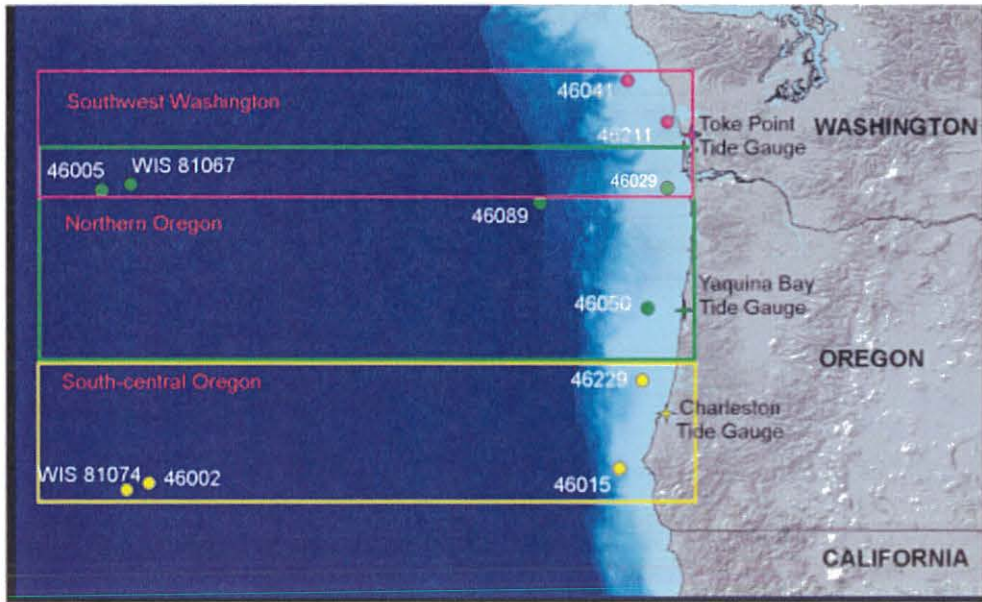 Southwest Washington
46041
46211
Toke Point
Tide Gauge
WASHINGTON
46005
WIS 81067
46029
Northern Oregon
46089
46050
Yaquina Bay
Tide Gauge
OREGON
South-central Oregon
46229
Charleston
Tide Gauge
WIS 81074
46002
46015
CALIFORNIA